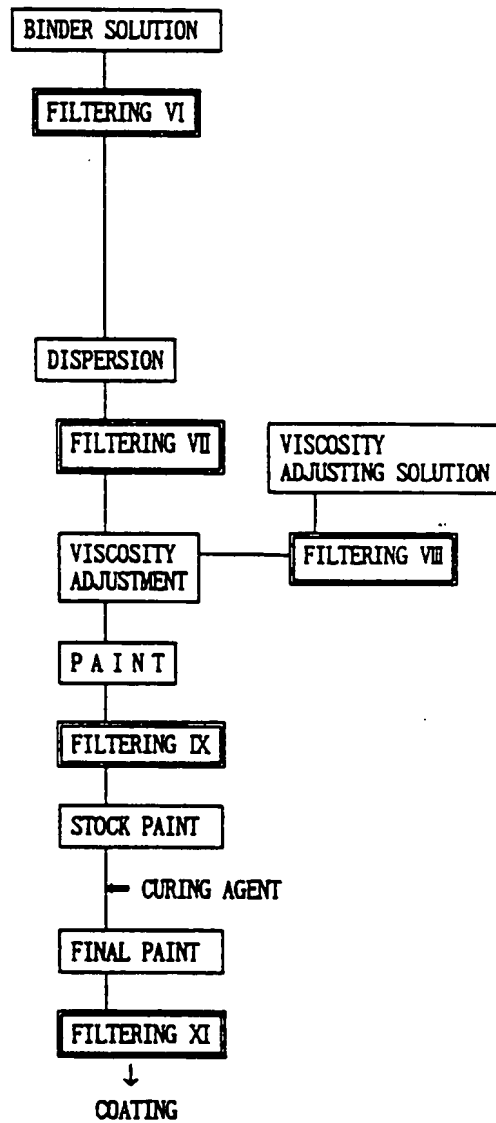 BINDER SOLUTION
FILTERING VI
DISPERSION
FILTERING VII
VISCOSITY
ADJUSTING SOLUTION
VISCOSITY
ADJUSTMENT
FILTERING VIII
P A I N T
FILTERING IX
STOCK PAINT
CURING AGENT
FINAL PAINT
FILTERING XI
COATING